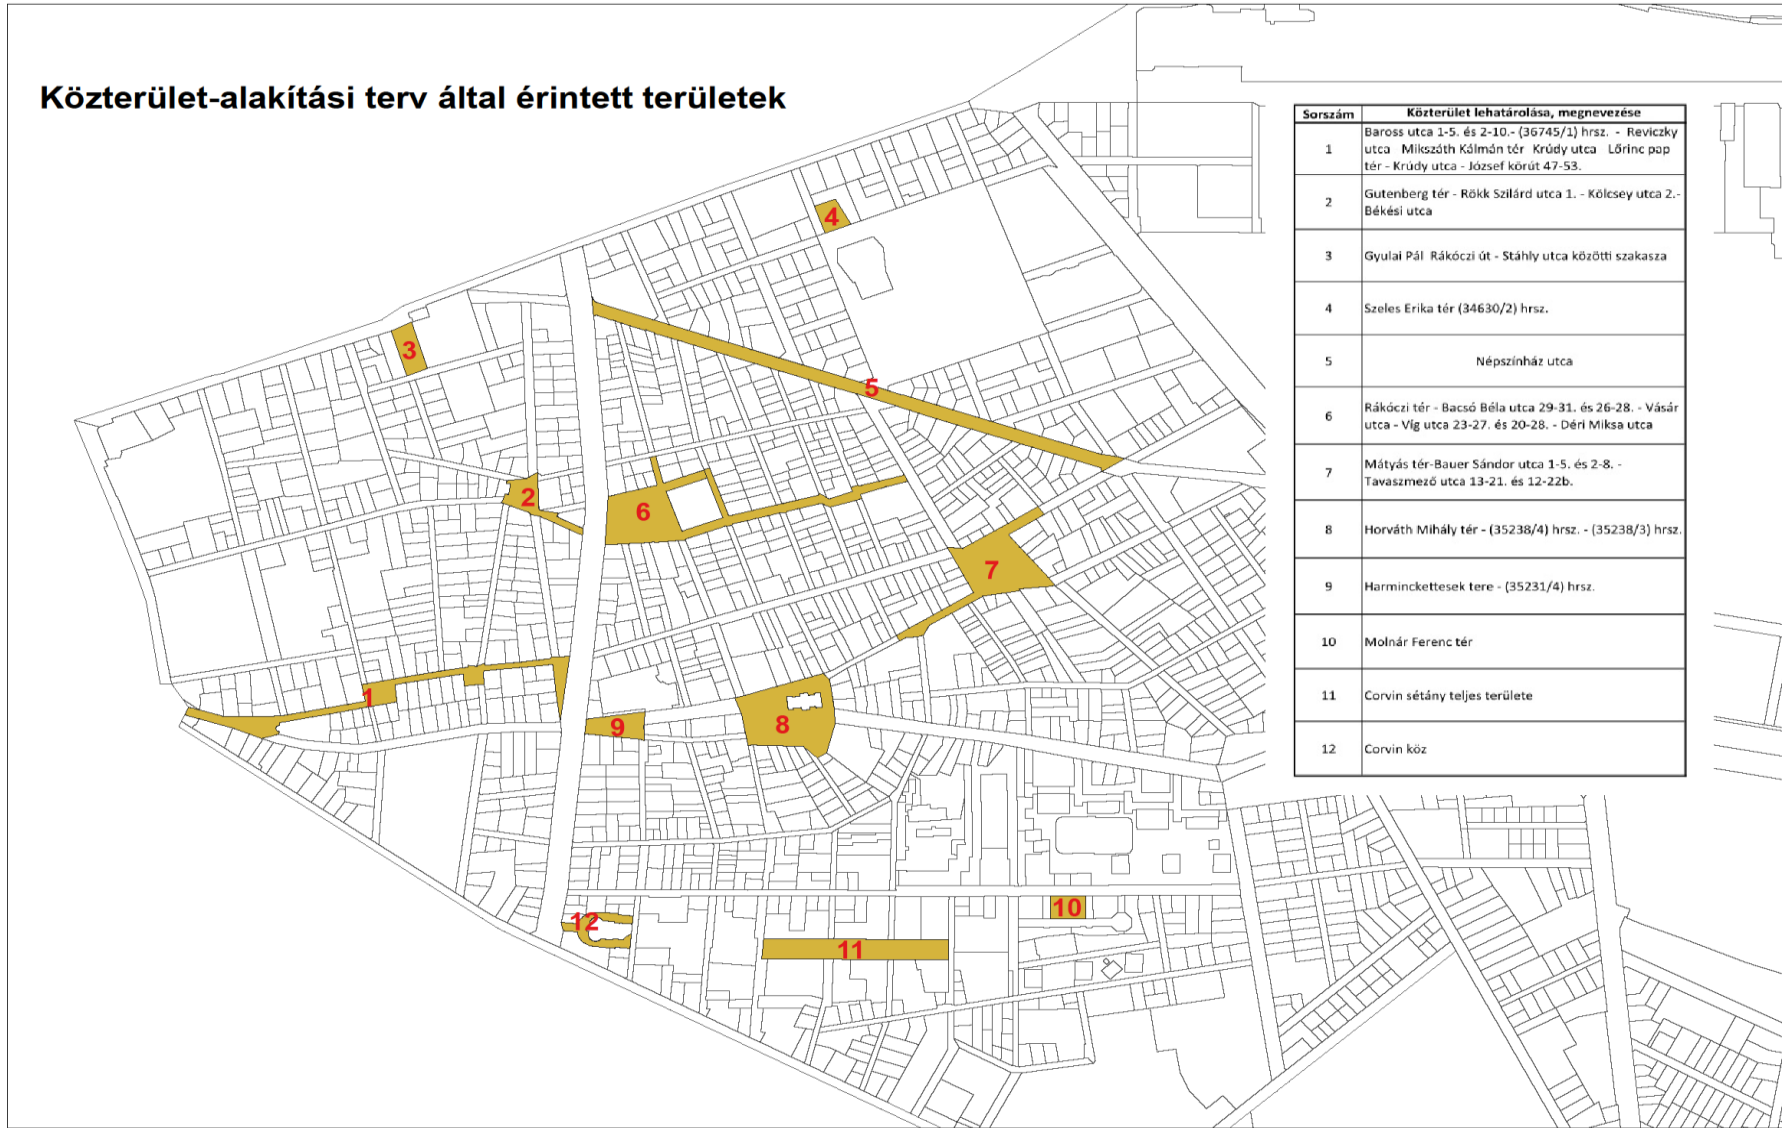 Közterület-alakítási terv által érintett területek
Sorszám Közterület lehatárolása, megnevezése
1 Baross utca 1-5. és 2-10.- (36745/1) hrsz. - Reviczky
utca Mikszáth Kálmán tér Krúdy utca Lőrinc pap
tér - Krúdy utca - József körút 47-53.
2 Gutenberg tér - Rökk Szilárd utca 1. - Kölcsey utca 2.-
Békési utca
3 Gyulai Pál Rákóczi út - Stáhly utca közötti szakasza
4 Szeles Erika tér (34630/2) hrsz.
5 Népszínház utca
6 Rákóczi tér - Bacsó Béla utca 29-31. és 26-28. - Vásár
utca - Víg utca 23-27. és 20-28. - Déri Miksa utca
7 Mátyás tér-Bauer Sándor utca 1-5. és 2-8. -
Tavaszmező utca 13-21. és 12-22b.
8 Horváth Mihály tér - (35238/4) hrsz. - (35238/3) hrsz.
9 Harminckettesek tere - (35231/4) hrsz.
10 Molnár Ferenc tér
11 Corvin sétány teljes területe
12 Corvin köz
4
3
5
2
6
7
1
9
8
10
12
11